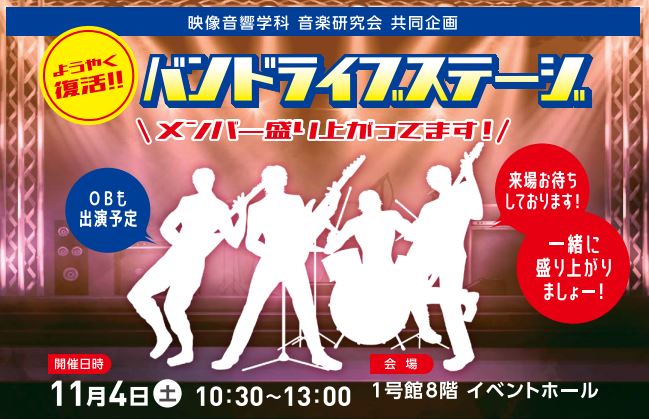 映像音響学科 音楽研究会 共同企画
ようやく
復活!!
バンドライブステージ
\メンバー盛り上がってます!/
OBも
出演予定
来場お待ち
しております!
一緒に
盛り上がり
ましょー!
開催日時
11月4日土 10:30~13:00
会場
1号館8階 イベントホール